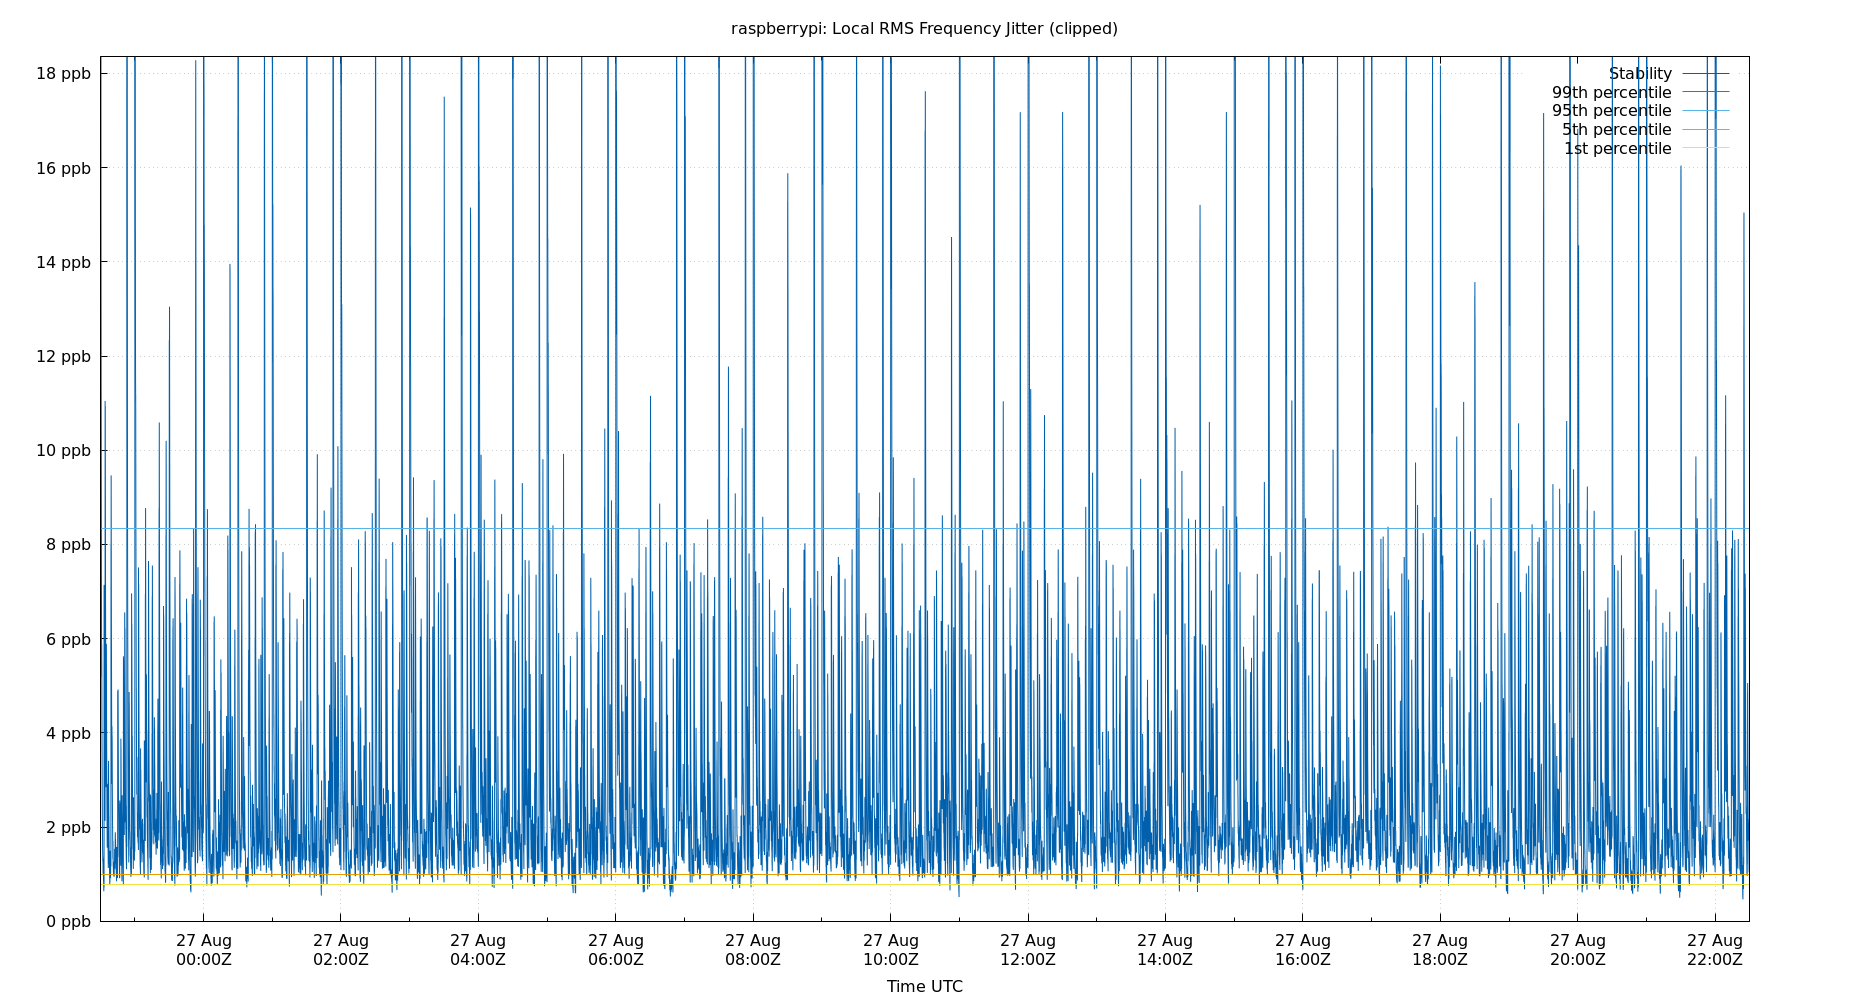 raspberrypi: Local RMS Frequency Jitter (clipped)
18 ppb
16 ppb
14 ppb
12 ppb
10 ppb
8 ppb
6 ppb
4 ppb
2 ppb
0 ppb
Stability
99th percentile
95th percentile
5th percentile
1st percentile
27 Aug 27 Aug 27 Aug 27 Aug 27 Aug 27 Aug 27 Aug 27 Aug 27 Aug 27 Aug 27 Aug 27 Aug
00:00Z 02:00Z 04:00Z 06:00Z 08:00Z 10:00Z 12:00Z 14:00Z 16:00Z 18:00Z 20:00Z 22:00Z
Time UTC